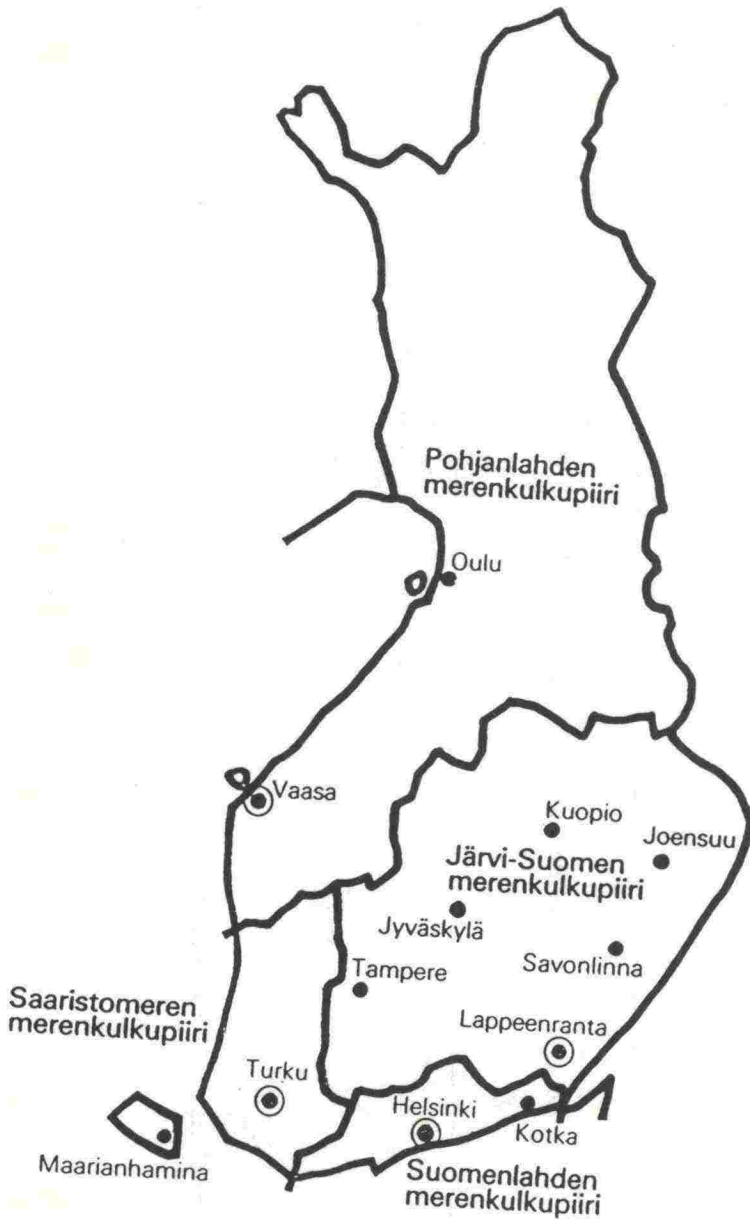 Pohjanlahden
merenkulkupiiri
Oulu
Vaasa
Kuopio
Joensuu
Järvi-Suomen
merenkulkupiiri
Jyväskylä
Savonlinna
Tampere
Saaristomeren
merenkulkupiiri
Lappeenranta
Turku
Helsinki
Kotka
Maarianhamina
Suomenlahden
merenkulkupiiri